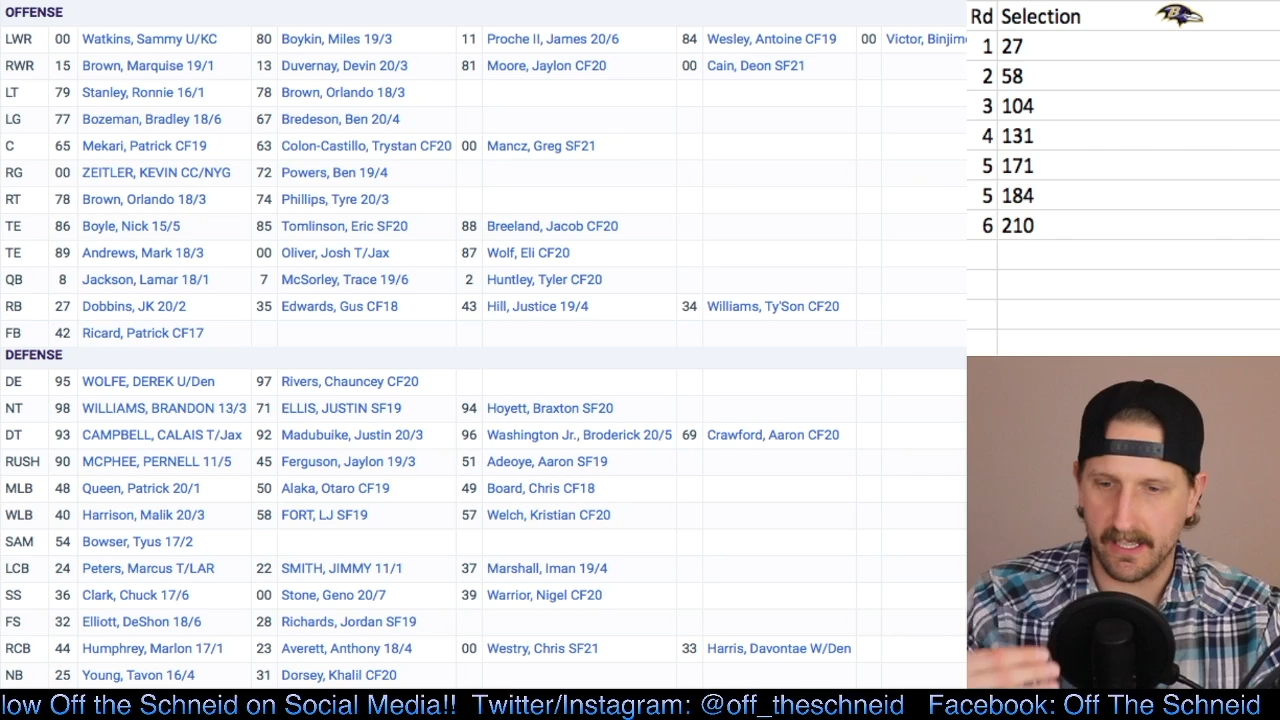 OFFENSE
LWR 00 Watkins, Sammy U/KC 80 Boykin, Miles 19/3 11 Proche II, James 20/6 84 Wesley, Antoine CF19 00 Victor, Binjim
RWR 15 Brown, Marquise 19/1 13 Duvernay, Devin 20/3 81 Moore, Jaylon CF20 00 Cain, Deon SF21
LT 79 Stanley, Ronnie 16/1 78 Brown, Orlando 18/3
LG 77 Bozeman, Bradley 18/6 67 Bredeson, Ben 20/4
C 65 Mekari, Patrick CF19 63 Colon-Castillo, Trystan CF20 00 Mancz, Greg SF21
RG 00 ZEITLER, KEVIN CC/NYG 72 Powers, Ben 19/4
RT 78 Brown, Orlando 18/3 74 Phillips, Tyre 20/3
TE 86 Boyle, Nick 15/5 85 Tomlinson, Eric SF20 88 Breeland, Jacob CF20
TE 89 Andrews, Mark 18/3 00 Oliver, Josh T/Jax 87 Wolf, Eli CF20
QB 8 Jackson, Lamar 18/1 7 McSorley, Trace 19/6 2 Huntley, Tyler CF20
RB 27 Dobbins, JK 20/2 35 Edwards, Gus CF18 43 Hill, Justice 19/4 34 Williams, Ty'Son CF20
FB 42 Ricard, Patrick CF17
DEFENSE
DE 95 WOLFE, DEREK U/Den 97 Rivers, Chauncey CF20
NT 98 WILLIAMS, BRANDON 13/3 71 ELLIS, JUSTIN SF19 94 Hoyett, Braxton SF20
DT 93 CAMPBELL, CALAIS T/Jax 92 Madubuike, Justin 20/3 96 Washington Jr., Broderick 20/5 69 Crawford, Aaron CF20
RUSH 90 MCPHEE, PERNELL 11/5 45 Ferguson, Jaylon 19/3 51 Adeoye, Aaron SF19
MLB 48 Queen, Patrick 20/1 50 Alaka, Otaro CF19 49 Board, Chris CF18
WLB 40 Harrison, Malik 20/3 58 FORT, LJ SF19 57 Welch, Kristian CF20
SAM 54 Bowser, Tyus 17/2
LCB 24 Peters, Marcus T/LAR 22 SMITH, JIMMY 11/1 37 Marshall, Iman 19/4
SS 36 Clark, Chuck 17/6 00 Stone, Geno 20/7 39 Warrior, Nigel CF20
FS 32 Elliott, DeShon 18/6 28 Richards, Jordan SF19
RCB 44 Humphrey, Marlon 17/1 23 Averett, Anthony 18/4 00 Westry, Chris SF21 33 Harris, Davontae W/Den
NB 25 Young, Tavon 16/4 31 Dorsey, Khalil CF20
Rd Selection
1 27
2 58
3 104
4 131
5 171
5 184
6 210
low Off the Schneid on Social Media!! Twitter/Instagram: @off_theschneid Facebook: Off The Schneid